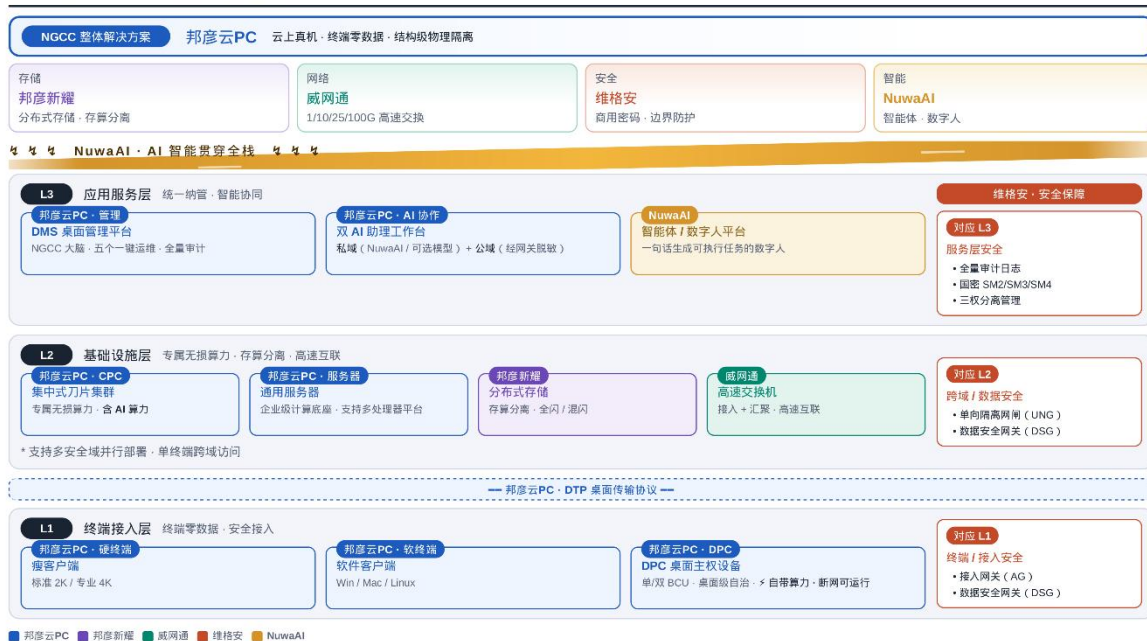 NGCC 整体解决方案 邦彦云PC 云上真机 · 终端零数据 · 结构级物理隔离
存储
邦彦新耀
分布式存储 · 存算分离
网络
威网通
1/10/25/100G 高速交换
安全
维格安
商用密码 · 边界防护
智能
NuwaAI
智能体 · 数字人
↯ ↯ ↯ NuwaAI · AI 智能贯穿全栈 ↯ ↯ ↯
L3 应用服务层 统一纳管 · 智能协同
邦彦云PC · 管理
DMS 桌面管理平台
NGCC 大脑 · 五个一键运维 · 全量审计
邦彦云PC · AI 协作
双 AI 助理工作台
私域（NuwaAI / 可选模型）+ 公域（经网关脱敏）
NuwaAI
智能体 / 数字人平台
一句话生成可执行任务的数字人
维格安 · 安全保障
对应 L3
服务层安全
• 全量审计日志
• 国密 SM2/SM3/SM4
• 三权分离管理
L2 基础设施层 专属无损算力 · 存算分离 · 高速互联
邦彦云PC · CPC
集中式刀片集群
专属无损算力 · 含 AI 算力
邦彦云PC · 服务器
通用服务器
企业级计算底座 · 支持多处理器平台
邦彦新耀
分布式存储
存算分离 · 全闪 / 混闪
威网通
高速交换机
接入 + 汇聚 · 高速互联
* 支持多安全域并行部署 · 单终端跨域访问
对应 L2
跨域 / 数据安全
• 单向隔离网闸（UNG）
• 数据安全网关（DSG）
━━ 邦彦云PC · DTP 桌面传输协议 ━━
L1 终端接入层 终端零数据 · 安全接入
邦彦云PC · 硬终端
瘦客户端
标准 2K / 专业 4K
邦彦云PC · 软终端
软件客户端
Win / Mac / Linux
邦彦云PC · DPC
DPC 桌面主权设备
单/双 BCU · 桌面级自治 · ⚡ 自带算力 · 断网可运行
对应 L1
终端 / 接入安全
• 接入网关（AG）
• 数据安全网关（DSG）
邦彦云PC 邦彦新耀 威网通 维格安 NuwaAI